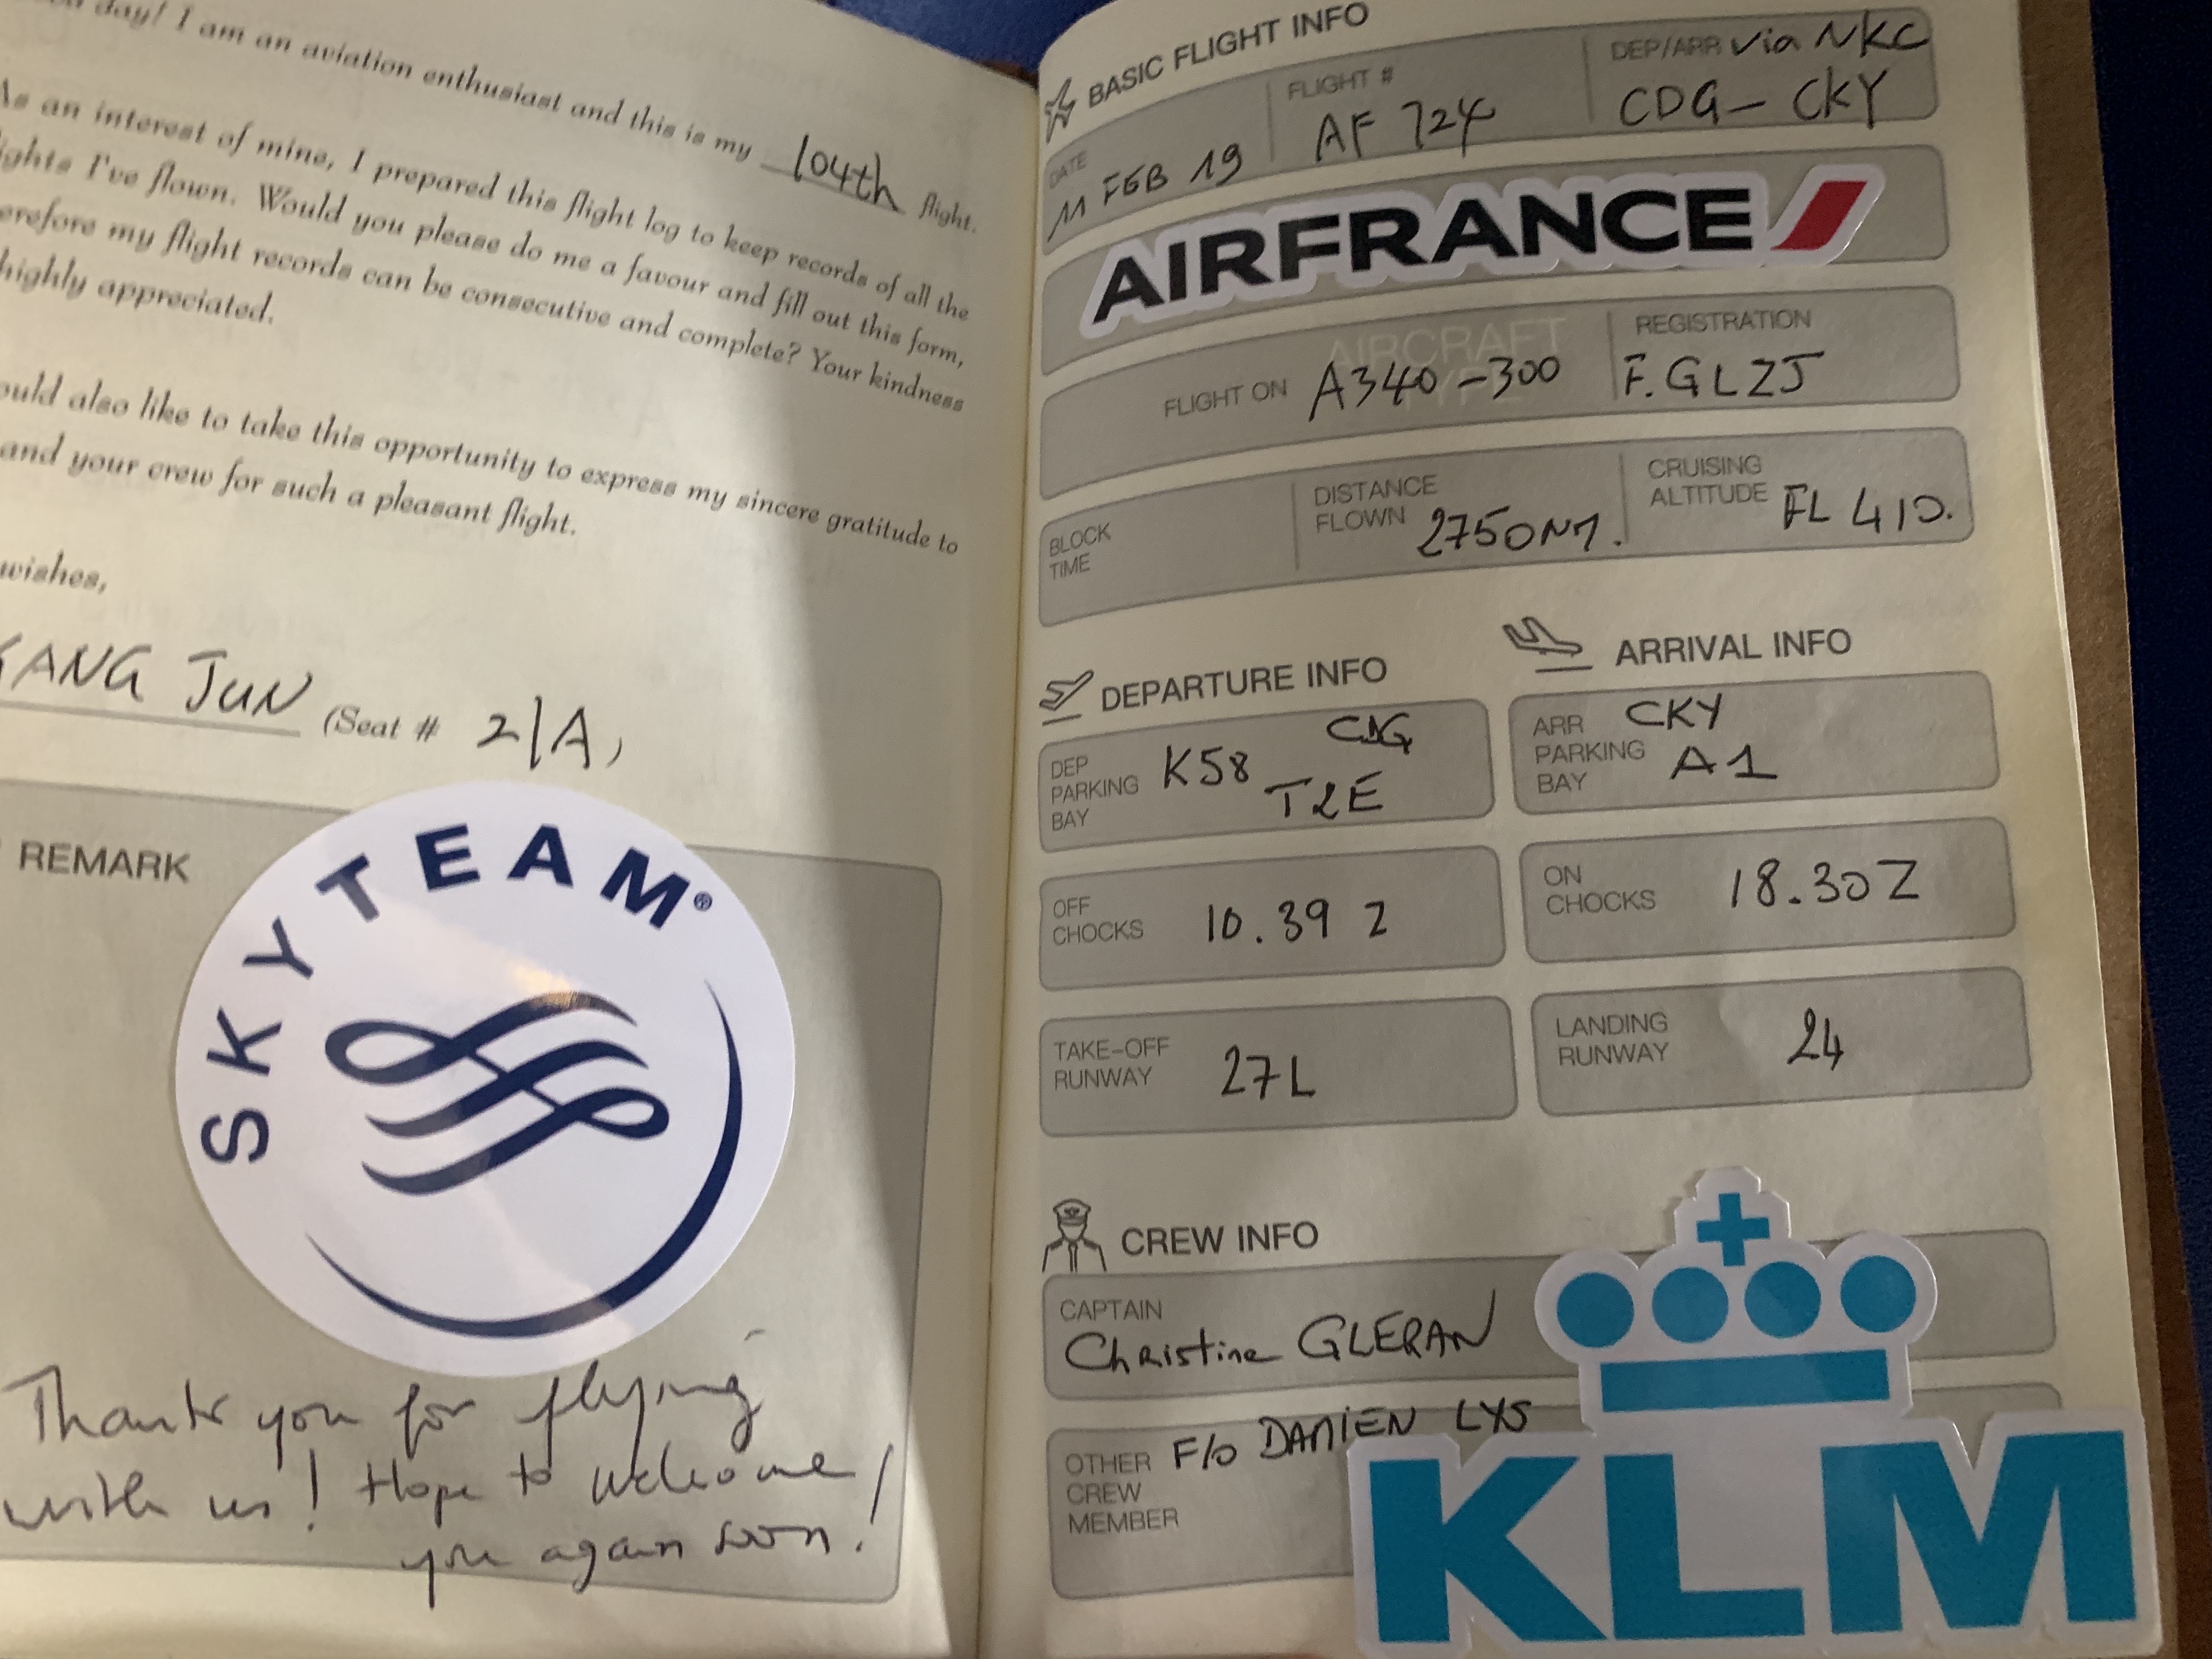 day! I am an aviation enthusiast and this is my 104th flight.
As an interest of mine, I prepared this flight log to keep records of all the
ights I've flown. Would you please do me a favour and fill out this form,
erefore my flight records can be consecutive and complete? Your kindness
highly appreciated.
ould also like to take this opportunity to express my sincere gratitude to
and your crew for such a pleasant flight.
wishes,
ANG JUN (Seat # 21A)
REMARK
SKYTEAM®
Thanks you for flying
with us! Hope to welcome
you again soon!
BASIC FLIGHT INFO
DATE 11 FEB 19
FLIGHT # AF 724
DEP/ARR via NKC
CDG - CKY
AIRFRANCE
AIRCRAFT
FLIGHT ON A340-300
REGISTRATION F.GLZJ
BLOCK TIME
DISTANCE FLOWN 2750NM.
CRUISING ALTITUDE FL 410.
DEPARTURE INFO
DEP PARKING BAY K58 CDG T2E
OFF CHOCKS 10.39 Z
TAKE-OFF RUNWAY 27L
ARRIVAL INFO
ARR PARKING BAY CKY A1
ON CHOCKS 18.30Z
LANDING RUNWAY 24
CREW INFO
CAPTAIN
Christine GLERAN
OTHER CREW MEMBER F/O DAMIEN LYS
KLM